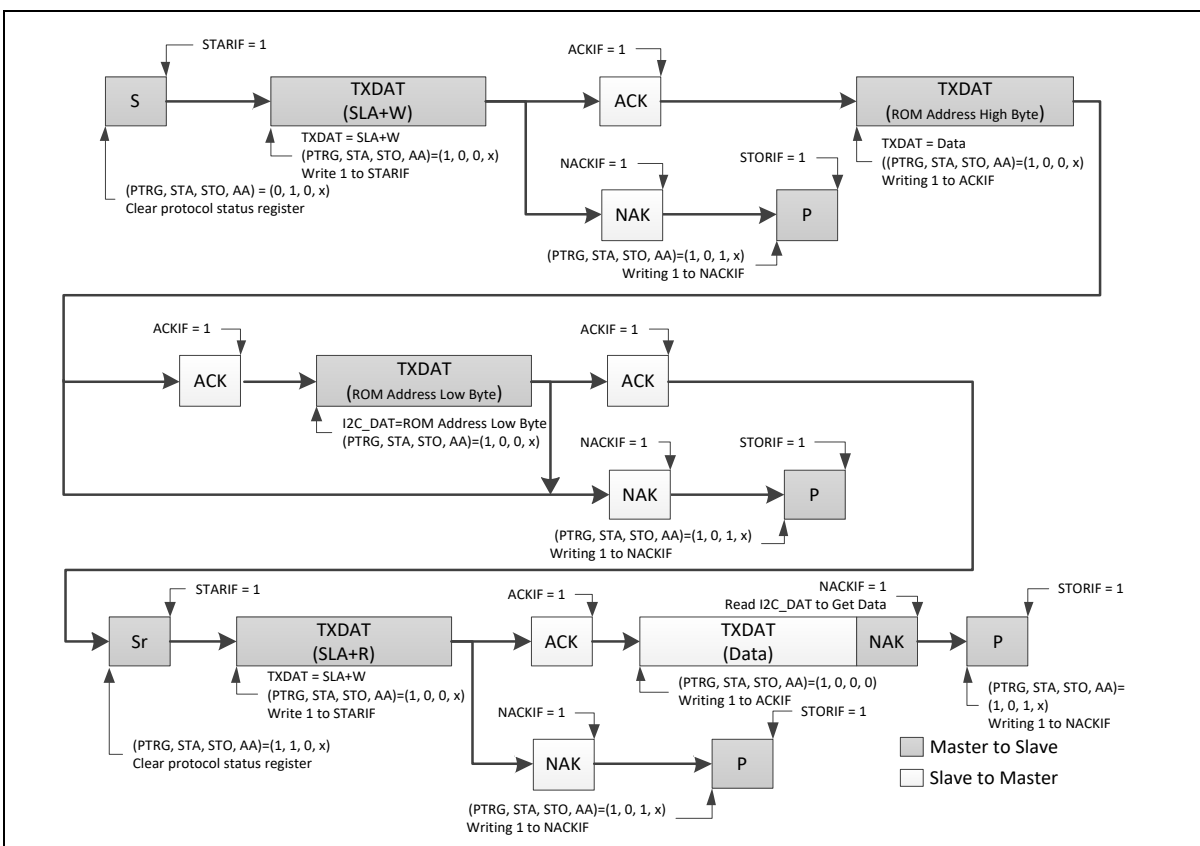 STARIF = 1
ACKIF = 1
S
TXDAT
(SLA+W)
ACK
TXDAT
(ROM Address High Byte)
TXDAT = SLA+W
(PTRG, STA, STO, AA)=(1, 0, 0, x)
Write 1 to STARIF
TXDAT = Data
((PTRG, STA, STO, AA)=(1, 0, 0, x)
Writing 1 to ACKIF
NACKIF = 1
STORIF = 1
(PTRG, STA, STO, AA) = (0, 1, 0, x)
Clear protocol status register
NAK
P
(PTRG, STA, STO, AA)=(1, 0, 1, x)
Writing 1 to NACKIF
ACKIF = 1
ACKIF = 1
ACK
TXDAT
(ROM Address Low Byte)
ACK
I2C_DAT=ROM Address Low Byte
(PTRG, STA, STO, AA)=(1, 0, 0, x)
NACKIF = 1
STORIF = 1
NAK
P
(PTRG, STA, STO, AA)=(1, 0, 1, x)
Writing 1 to NACKIF
STARIF = 1
ACKIF = 1
NACKIF = 1
Read I2C_DAT to Get Data
STORIF = 1
Sr
TXDAT
(SLA+R)
ACK
TXDAT
(Data)
NAK
P
TXDAT = SLA+W
(PTRG, STA, STO, AA)=(1, 0, 0, x)
Write 1 to STARIF
(PTRG, STA, STO, AA)=(1, 0, 0, 0)
Writing 1 to ACKIF
(PTRG, STA, STO, AA)=
(1, 0, 1, x)
Writing 1 to NACKIF
NACKIF = 1
STORIF = 1
(PTRG, STA, STO, AA)=(1, 1, 0, x)
Clear protocol status register
NAK
P
(PTRG, STA, STO, AA)=(1, 0, 1, x)
Writing 1 to NACKIF
Master to Slave
Slave to Master